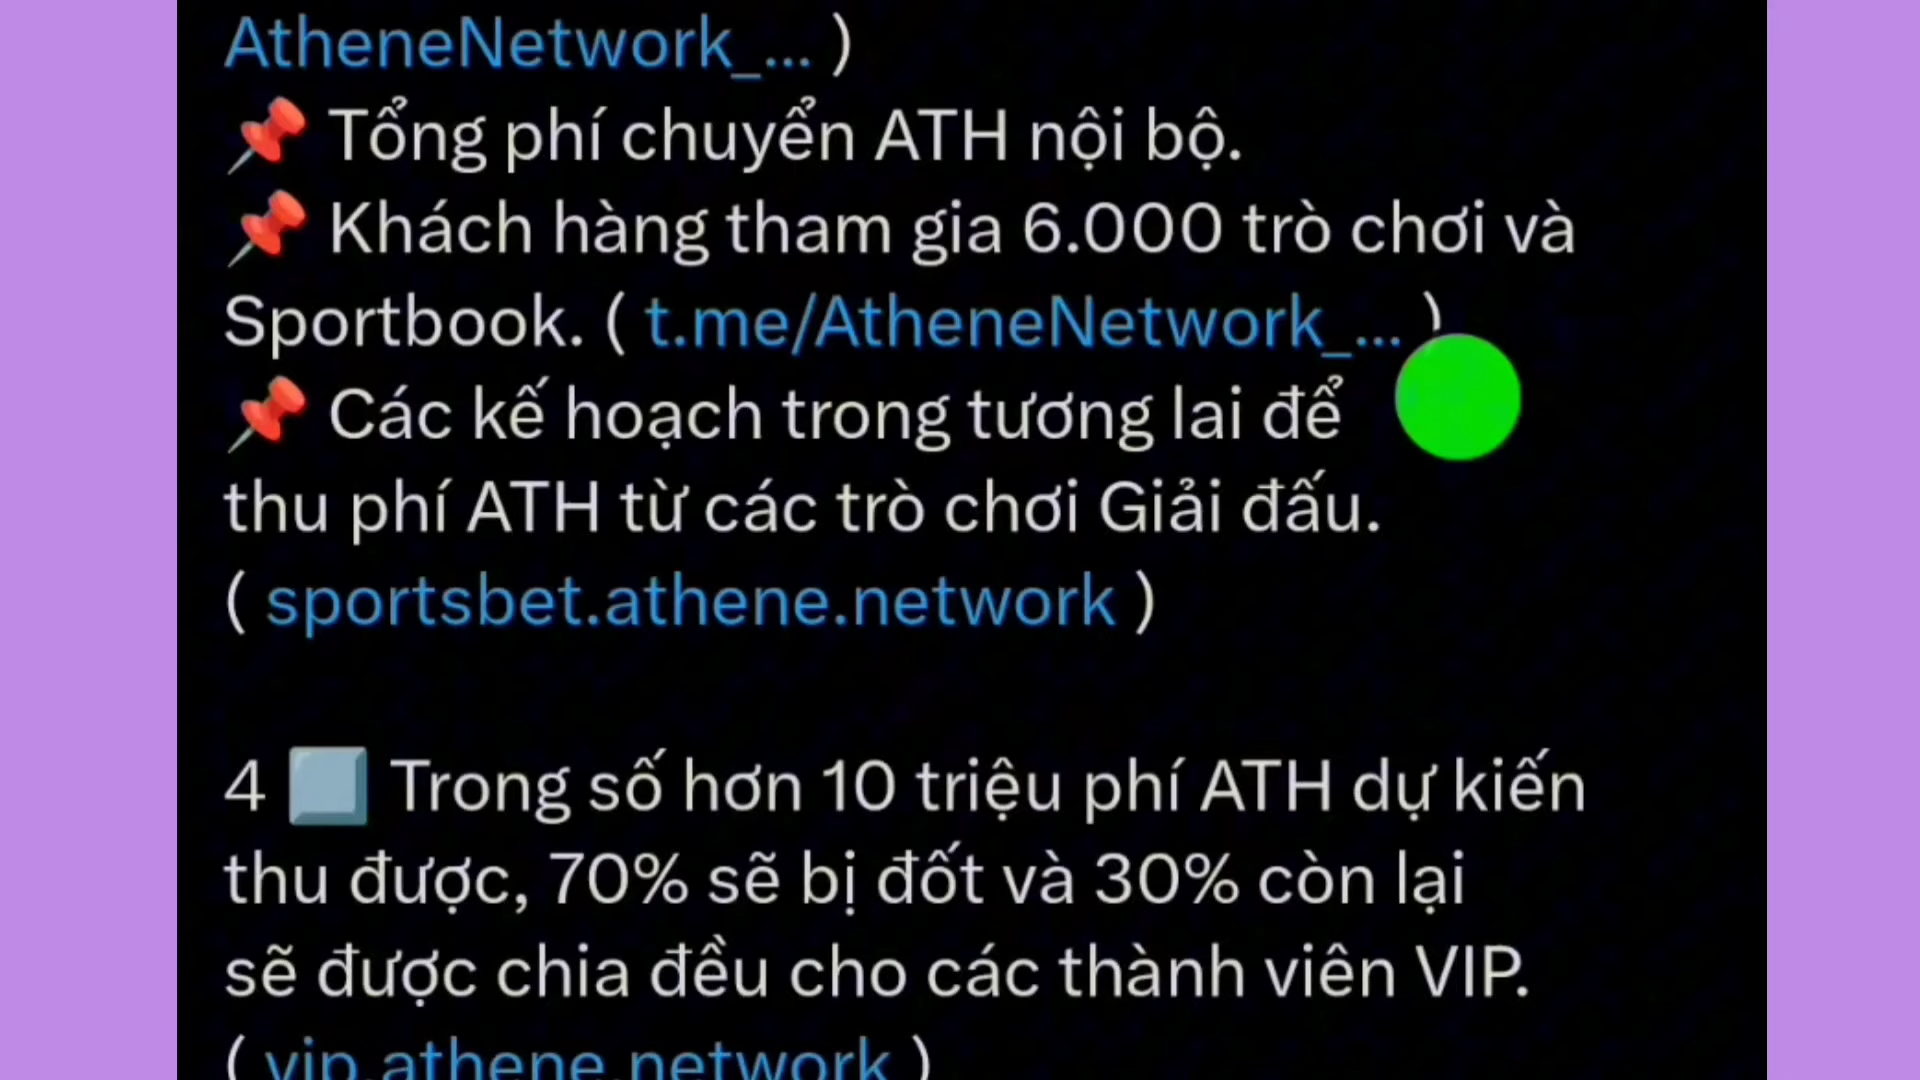 AtheneNetwork_... )
📌 Tổng phí chuyển ATH nội bộ.
📌 Khách hàng tham gia 6.000 trò chơi và
Sportbook. ( t.me/AtheneNetwork_... )
📌 Các kế hoạch trong tương lai để
thu phí ATH từ các trò chơi Giải đấu.
( sportsbet.athene.network )
4 Trong số hơn 10 triệu phí ATH dự kiến
thu được, 70% sẽ bị đốt và 30% còn lại
sẽ được chia đều cho các thành viên VIP.
( vip.athene.network )